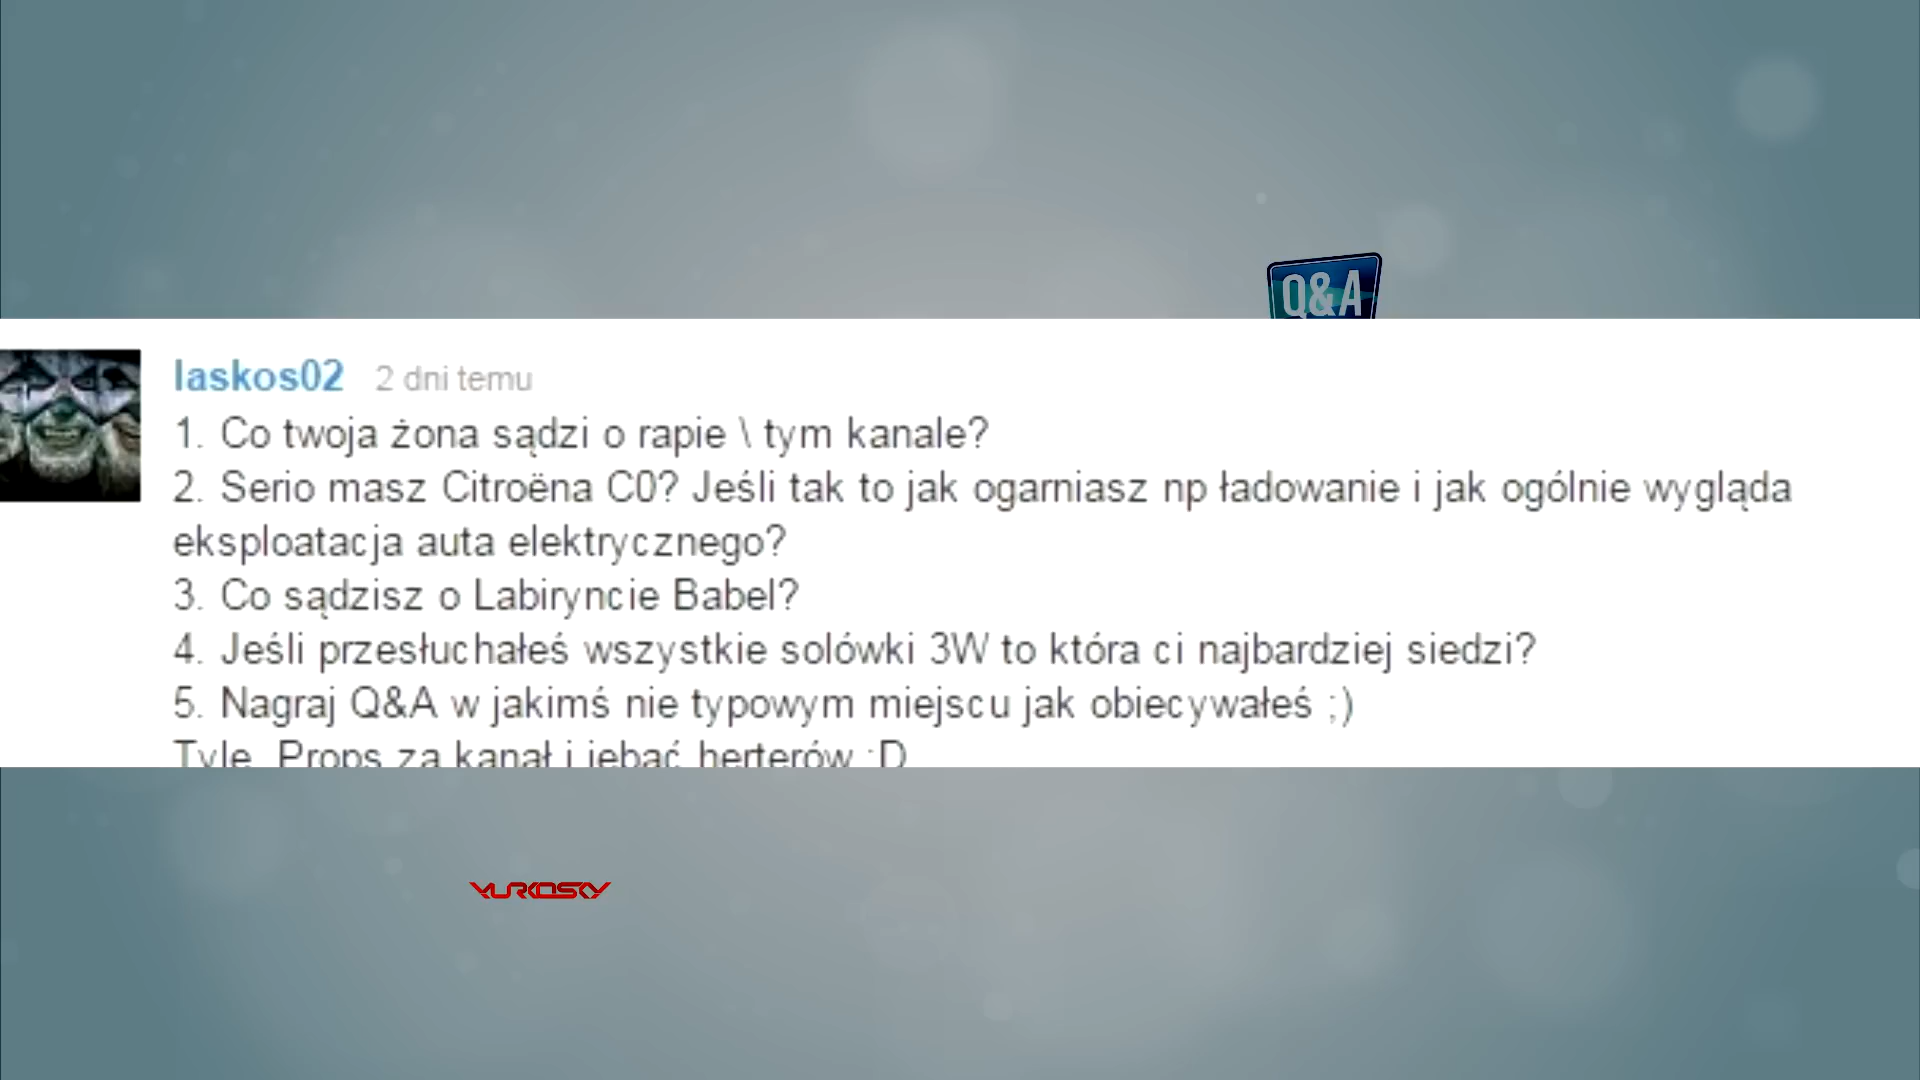 Q&A
laskos02 2 dni temu
1. Co twoja żona sądzi o rapie \ tym kanale?
2. Serio masz Citroëna C0? Jeśli tak to jak ogarniasz np ładowanie i jak ogólnie wygląda
eksploatacja auta elektrycznego?
3. Co sądzisz o Labiryncie Babel?
4. Jeśli przesłuchałeś wszystkie solówki 3W to która ci najbardziej siedzi?
5. Nagraj Q&A w jakimś nie typowym miejscu jak obiecywałeś ;)
Tyle. Props za kanał i jebać herterów :D
YURKOSKY